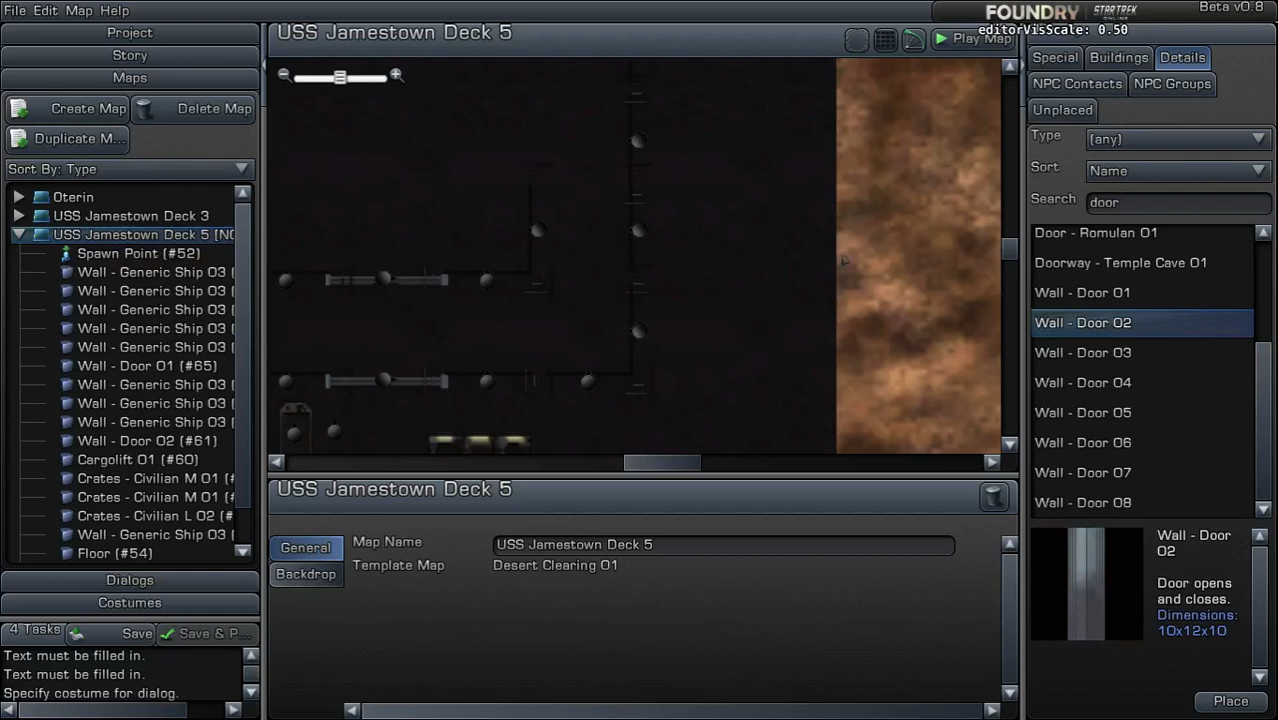 File Edit Map Help
FOUNDRY STAR TREK ONLINE
Beta v0.8
editorVisScale: 0.50
Project
Story
Maps
Create Map
Delete Map
Duplicate M...
Sort By: Type
Oterin
USS Jamestown Deck 3
USS Jamestown Deck 5 [NO
Spawn Point (#52)
Wall - Generic Ship 03 (
Wall - Generic Ship 03 (
Wall - Generic Ship 03 (
Wall - Generic Ship 03 (
Wall - Generic Ship 03 (
Wall - Door 01 (#65)
Wall - Generic Ship 03 (
Wall - Generic Ship 03 (
Wall - Generic Ship 03 (
Wall - Door 02 (#61)
Cargolift 01 (#60)
Crates - Civilian M 01 (
Crates - Civilian M 01 (#
Crates - Civilian L 02 (#
Wall - Generic Ship 03 (
Floor (#54)
Dialogs
Costumes
4 Tasks
Save
Save & P...
Text must be filled in.
Text must be filled in.
Specify costume for dialog.
USS Jamestown Deck 5
Play Map
USS Jamestown Deck 5
General
Backdrop
Map Name
USS Jamestown Deck 5
Template Map
Desert Clearing 01
Special
Buildings
Details
NPC Contacts
NPC Groups
Unplaced
Type
(any)
Sort
Name
Search
door
Door - Romulan 01
Doorway - Temple Cave 01
Wall - Door 01
Wall - Door 02
Wall - Door 03
Wall - Door 04
Wall - Door 05
Wall - Door 06
Wall - Door 07
Wall - Door 08
Wall - Door
02
Door opens
and closes.
Dimensions:
10x12x10
Place